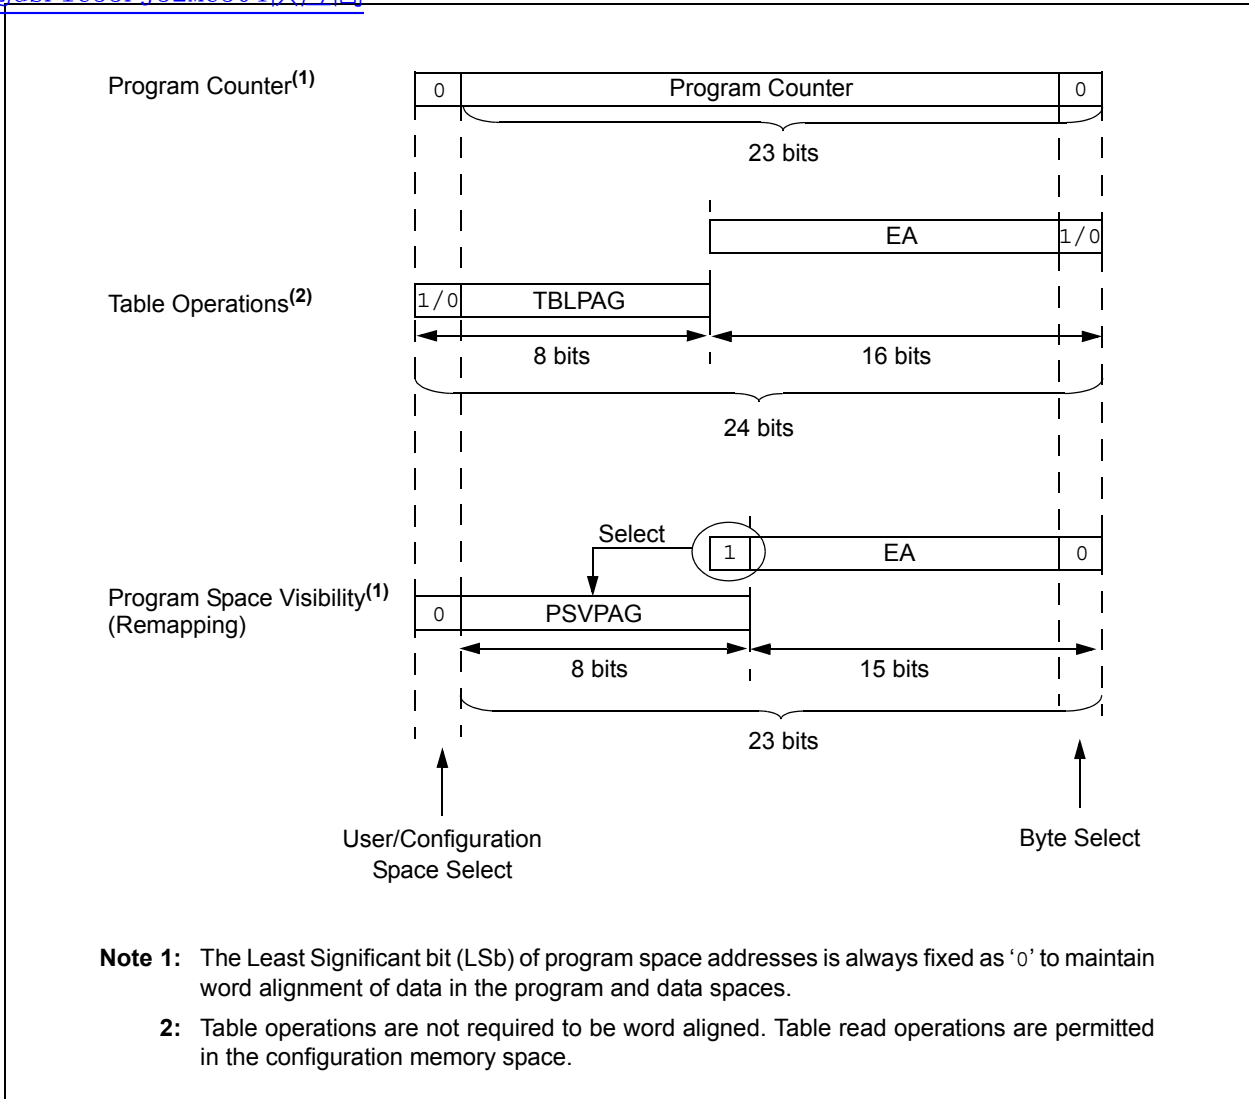 Program Counter(1)
0
Program Counter
0
23 bits
EA
1/0
Table Operations(2)
1/0
TBLPAG
8 bits
16 bits
24 bits
Select
1
EA
0
Program Space Visibility(1)
(Remapping)
0
PSVPAG
8 bits
15 bits
23 bits
User/Configuration
Space Select
Byte Select
Note 1: The Least Significant bit (LSb) of program space addresses is always fixed as ‘0’ to maintain
word alignment of data in the program and data spaces.
2: Table operations are not required to be word aligned. Table read operations are permitted
in the configuration memory space.